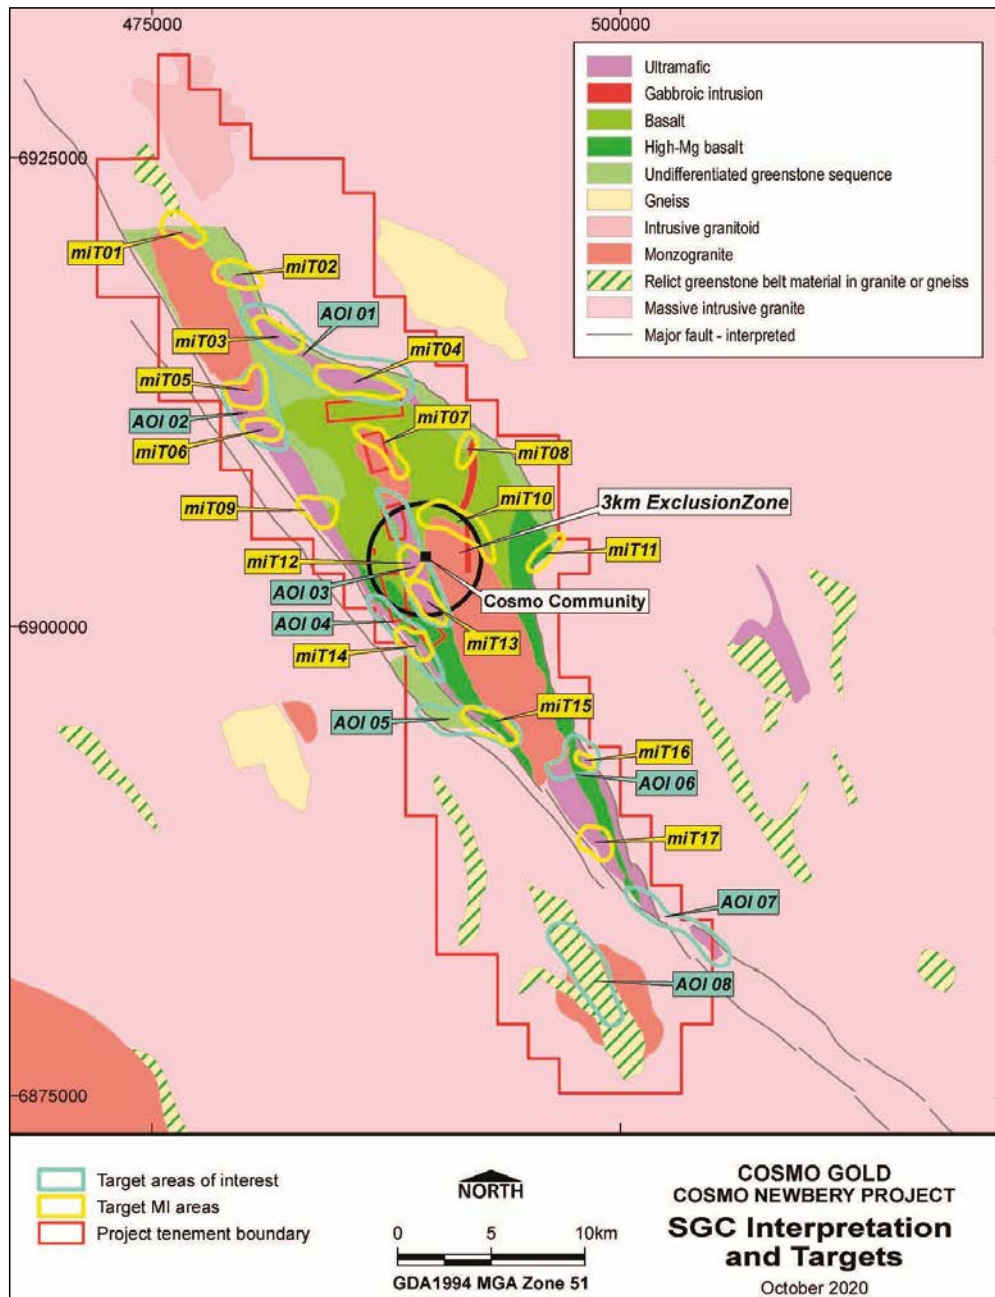 475000
500000
6925000
6900000
6875000
Ultramafic
Gabbroic intrusion
Basalt
High-Mg basalt
Undifferentiated greenstone sequence
Gneiss
Intrusive granitoid
Monzogranite
Relict greenstone belt material in granite or gneiss
Massive intrusive granite
Major fault - interpreted
miT01
miT02
AOI 01
miT03
miT04
miT05
AOI 02
miT07
miT06
miT08
miT09
miT10
3km ExclusionZone
miT11
miT12
AOI 03
Cosmo Community
AOI 04
miT14
miT13
AOI 05
miT15
miT16
AOI 06
miT17
AOI 07
AOI 08
Target areas of interest
Target MI areas
Project tenement boundary
NORTH
0 5 10km
GDA1994 MGA Zone 51
COSMO GOLD
COSMO NEWBERY PROJECT
SGC Interpretation
and Targets
October 2020